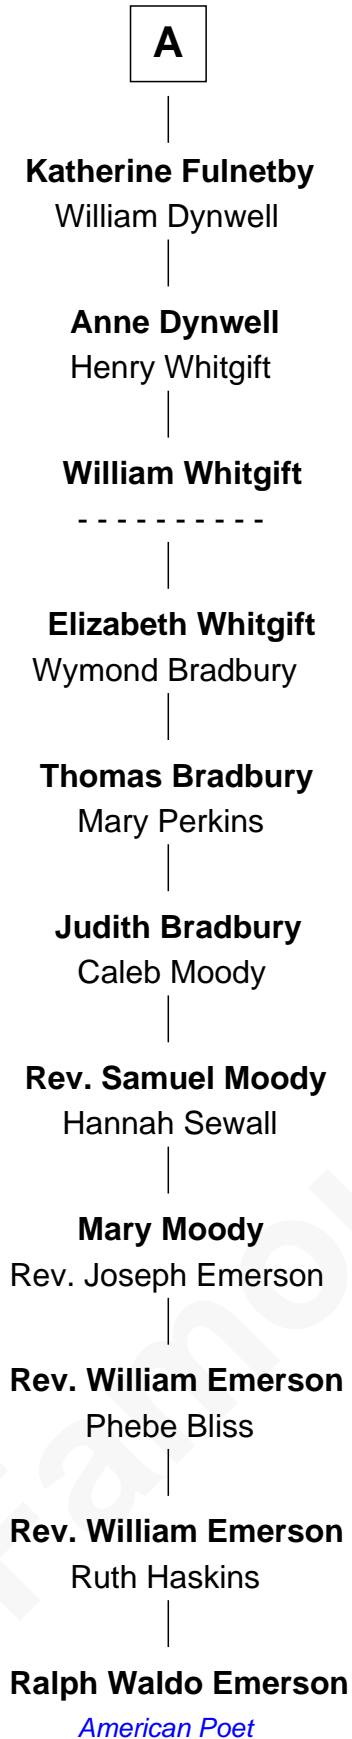 A
Katherine Fulnetby
William Dynwell
Anne Dynwell
Henry Whitgift
William Whitgift
- - - - - - - - - -
Elizabeth Whitgift
Wymond Bradbury
Thomas Bradbury
Mary Perkins
Judith Bradbury
Caleb Moody
Rev. Samuel Moody
Hannah Sewall
Mary Moody
Rev. Joseph Emerson
Rev. William Emerson
Phebe Bliss
Rev. William Emerson
Ruth Haskins
Ralph Waldo Emerson
American Poet